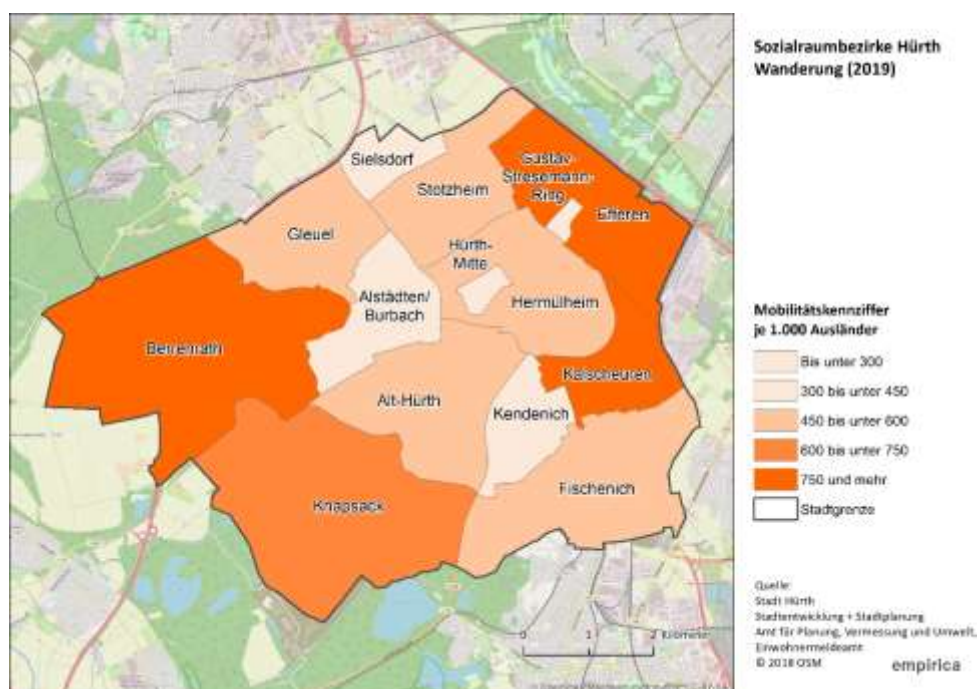 Sozialraumbezirke Hürth
Wanderung (2019)
Sielsdorf
Gustav-
Stresemann-
Ring
Stotzheim
Efferen
Gleuel
Hürth-
Mitte
Alstädten/
Burbach
Hermülheim
Berrenrath
Kalscheuren
Alt-Hürth
Kendenich
Fischenich
Knapsack
Mobilitätskennziffer
je 1.000 Ausländer
Bis unter 300
300 bis unter 450
450 bis unter 600
600 bis unter 750
750 und mehr
Stadtgrenze
0 1 2 Kilometer
Quelle:
Stadt Hürth
Stadtentwicklung + Stadtplanung
Amt für Planung, Vermessung und Umwelt,
Einwohnermeldeamt
© 2018 OSM
empirica